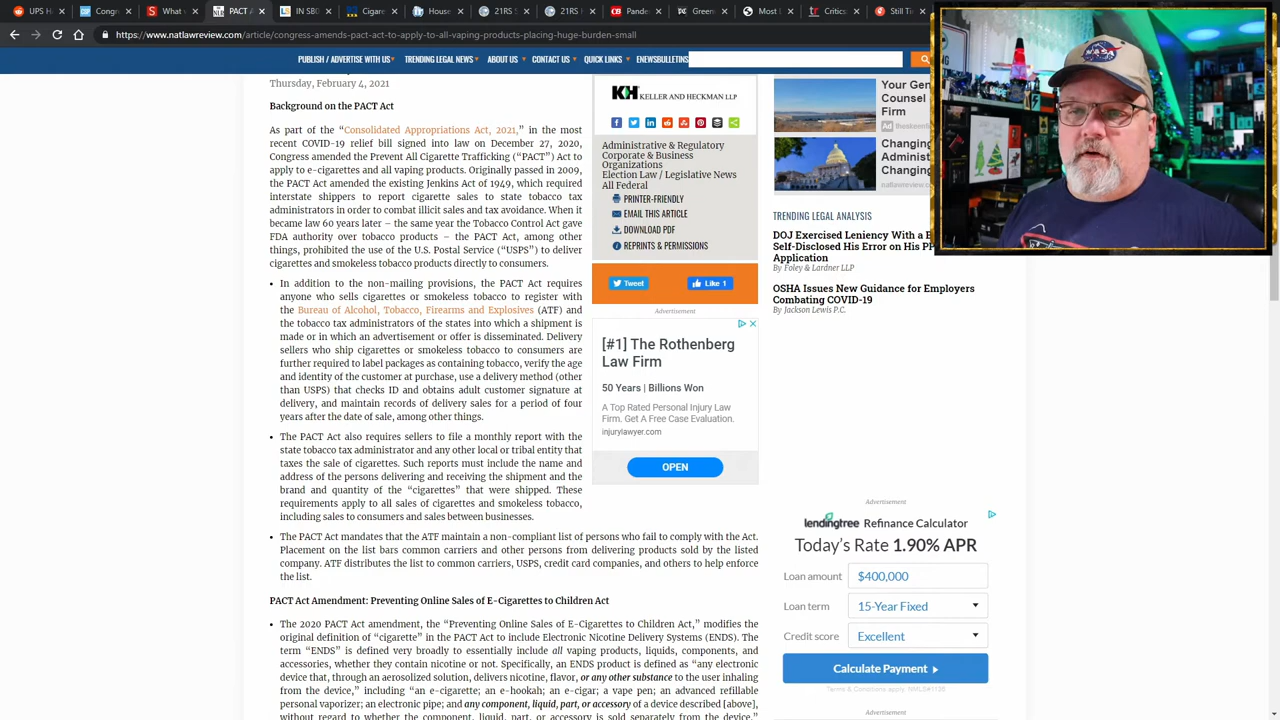 UPS H
2021
What i
In SSF
Home
21RS
Pande
CB
Most
Critics
https://www.natlawreview.com/article/congress-amends-pact-act-to-apply-to-all-vaping-products-placing-huge-burden-small
PUBLISH / ADVERTISE WITH US
TRENDING LEGAL NEWS
ABOUT US
CONTACT US
QUICK LINKS
ENEWSBULLETINS
Thursday, February 4, 2021
Background on the PACT Act
As part of the “Consolidated Appropriations Act, 2021,” in the most
recent COVID-19 relief bill signed into law on December 27, 2020,
Congress amended the Prevent All Cigarette Trafficking (“PACT”) Act to
apply to e-cigarettes and all vaping products. Originally passed in 2009,
the PACT Act amended the existing Jenkins Act of 1949, which required
interstate shippers to report cigarette sales to state tobacco tax
administrators in order to combat illicit sales and tax avoidance. When it
became law 60 years later – the same year the Tobacco Control Act gave
FDA authority over tobacco products – the PACT Act, among other
things, prohibited the use of the U.S. Postal Service (“USPS”) to deliver
cigarettes and smokeless tobacco products directly to consumers.
• In addition to the non-mailing provisions, the PACT Act requires
anyone who sells cigarettes or smokeless tobacco to register with
the Bureau of Alcohol, Tobacco, Firearms and Explosives (ATF) and
the tobacco tax administrators of the states into which a shipment is
made or in which an advertisement or offer is disseminated. Delivery
sellers who ship cigarettes or smokeless tobacco to consumers are
further required to label packages as containing tobacco, verify the age
and identity of the customer at purchase, use a delivery method (other
than USPS) that checks ID and obtains adult customer signature at
delivery, and maintain records of delivery sales for a period of four
years after the date of sale, among other things.
• The PACT Act also requires sellers to file a monthly report with the
state tobacco tax administrator and any other local or tribal entity that
taxes the sale of cigarettes. Such reports must include the name and
address of the persons delivering and receiving the shipment and the
brand and quantity of the “cigarettes” that were shipped. These
requirements apply to all sales of cigarettes and smokeless tobacco,
including sales to consumers and sales between businesses.
• The PACT Act mandates that the ATF maintain a non-compliant list of persons who fail to comply with the Act.
Placement on the list bars common carriers and other persons from delivering products sold by the listed
company. ATF distributes the list to common carriers, USPS, credit card companies, and others to help enforce
the list.
PACT Act Amendment: Preventing Online Sales of E-Cigarettes to Children Act
• The 2020 PACT Act amendment, the “Preventing Online Sales of E-Cigarettes to Children Act,” modifies the
original definition of “cigarette” in the PACT Act to include Electronic Nicotine Delivery Systems (ENDS). The
term “ENDS” is defined very broadly to essentially include all vaping products, liquids, components, and
accessories, whether they contain nicotine or not. Specifically, an ENDS product is defined as “any electronic
device that, through an aerosolized solution, delivers nicotine, flavor, or any other substance to the user inhaling
from the device,” including “an e-cigarette; an e-hookah; an e-cigar; a vape pen; an advanced refillable
personal vaporizer; an electronic pipe; and any component, liquid, part, or accessory of a device described [above],
without regard to whether the component, liquid, part, or accessory is sold separately from the device.”
KH KELLER AND HECKMAN LLP
Administrative & Regulatory
Corporate & Business
Organizations
Election Law / Legislative News
All Federal
PRINTER-FRIENDLY
EMAIL THIS ARTICLE
DOWNLOAD PDF
REPRINTS & PERMISSIONS
Tweet
Like 1
Advertisement
[#1] The Rothenberg
Law Firm
50 Years | Billions Won
A Top Rated Personal Injury Law
Firm. Get A Free Case Evaluation.
injurylawyer.com
OPEN
Your Gen
Counsel
Firm
Ad
Changing
Administ
Changing
natlawreview.co
TRENDING LEGAL ANALYSIS
DOJ Exercised Leniency With a B
Self-Disclosed His Error on His PP
Application
By Foley & Lardner LLP
OSHA Issues New Guidance for Employers
Combating COVID-19
By Jackson Lewis P.C.
Advertisement
lendingtree Refinance Calculator
Today’s Rate 1.90% APR
Loan amount
$400,000
Loan term
15-Year Fixed
Credit score
Excellent
Calculate Payment
Terms & Conditions apply. NMLS#1136
Advertisement
NASA